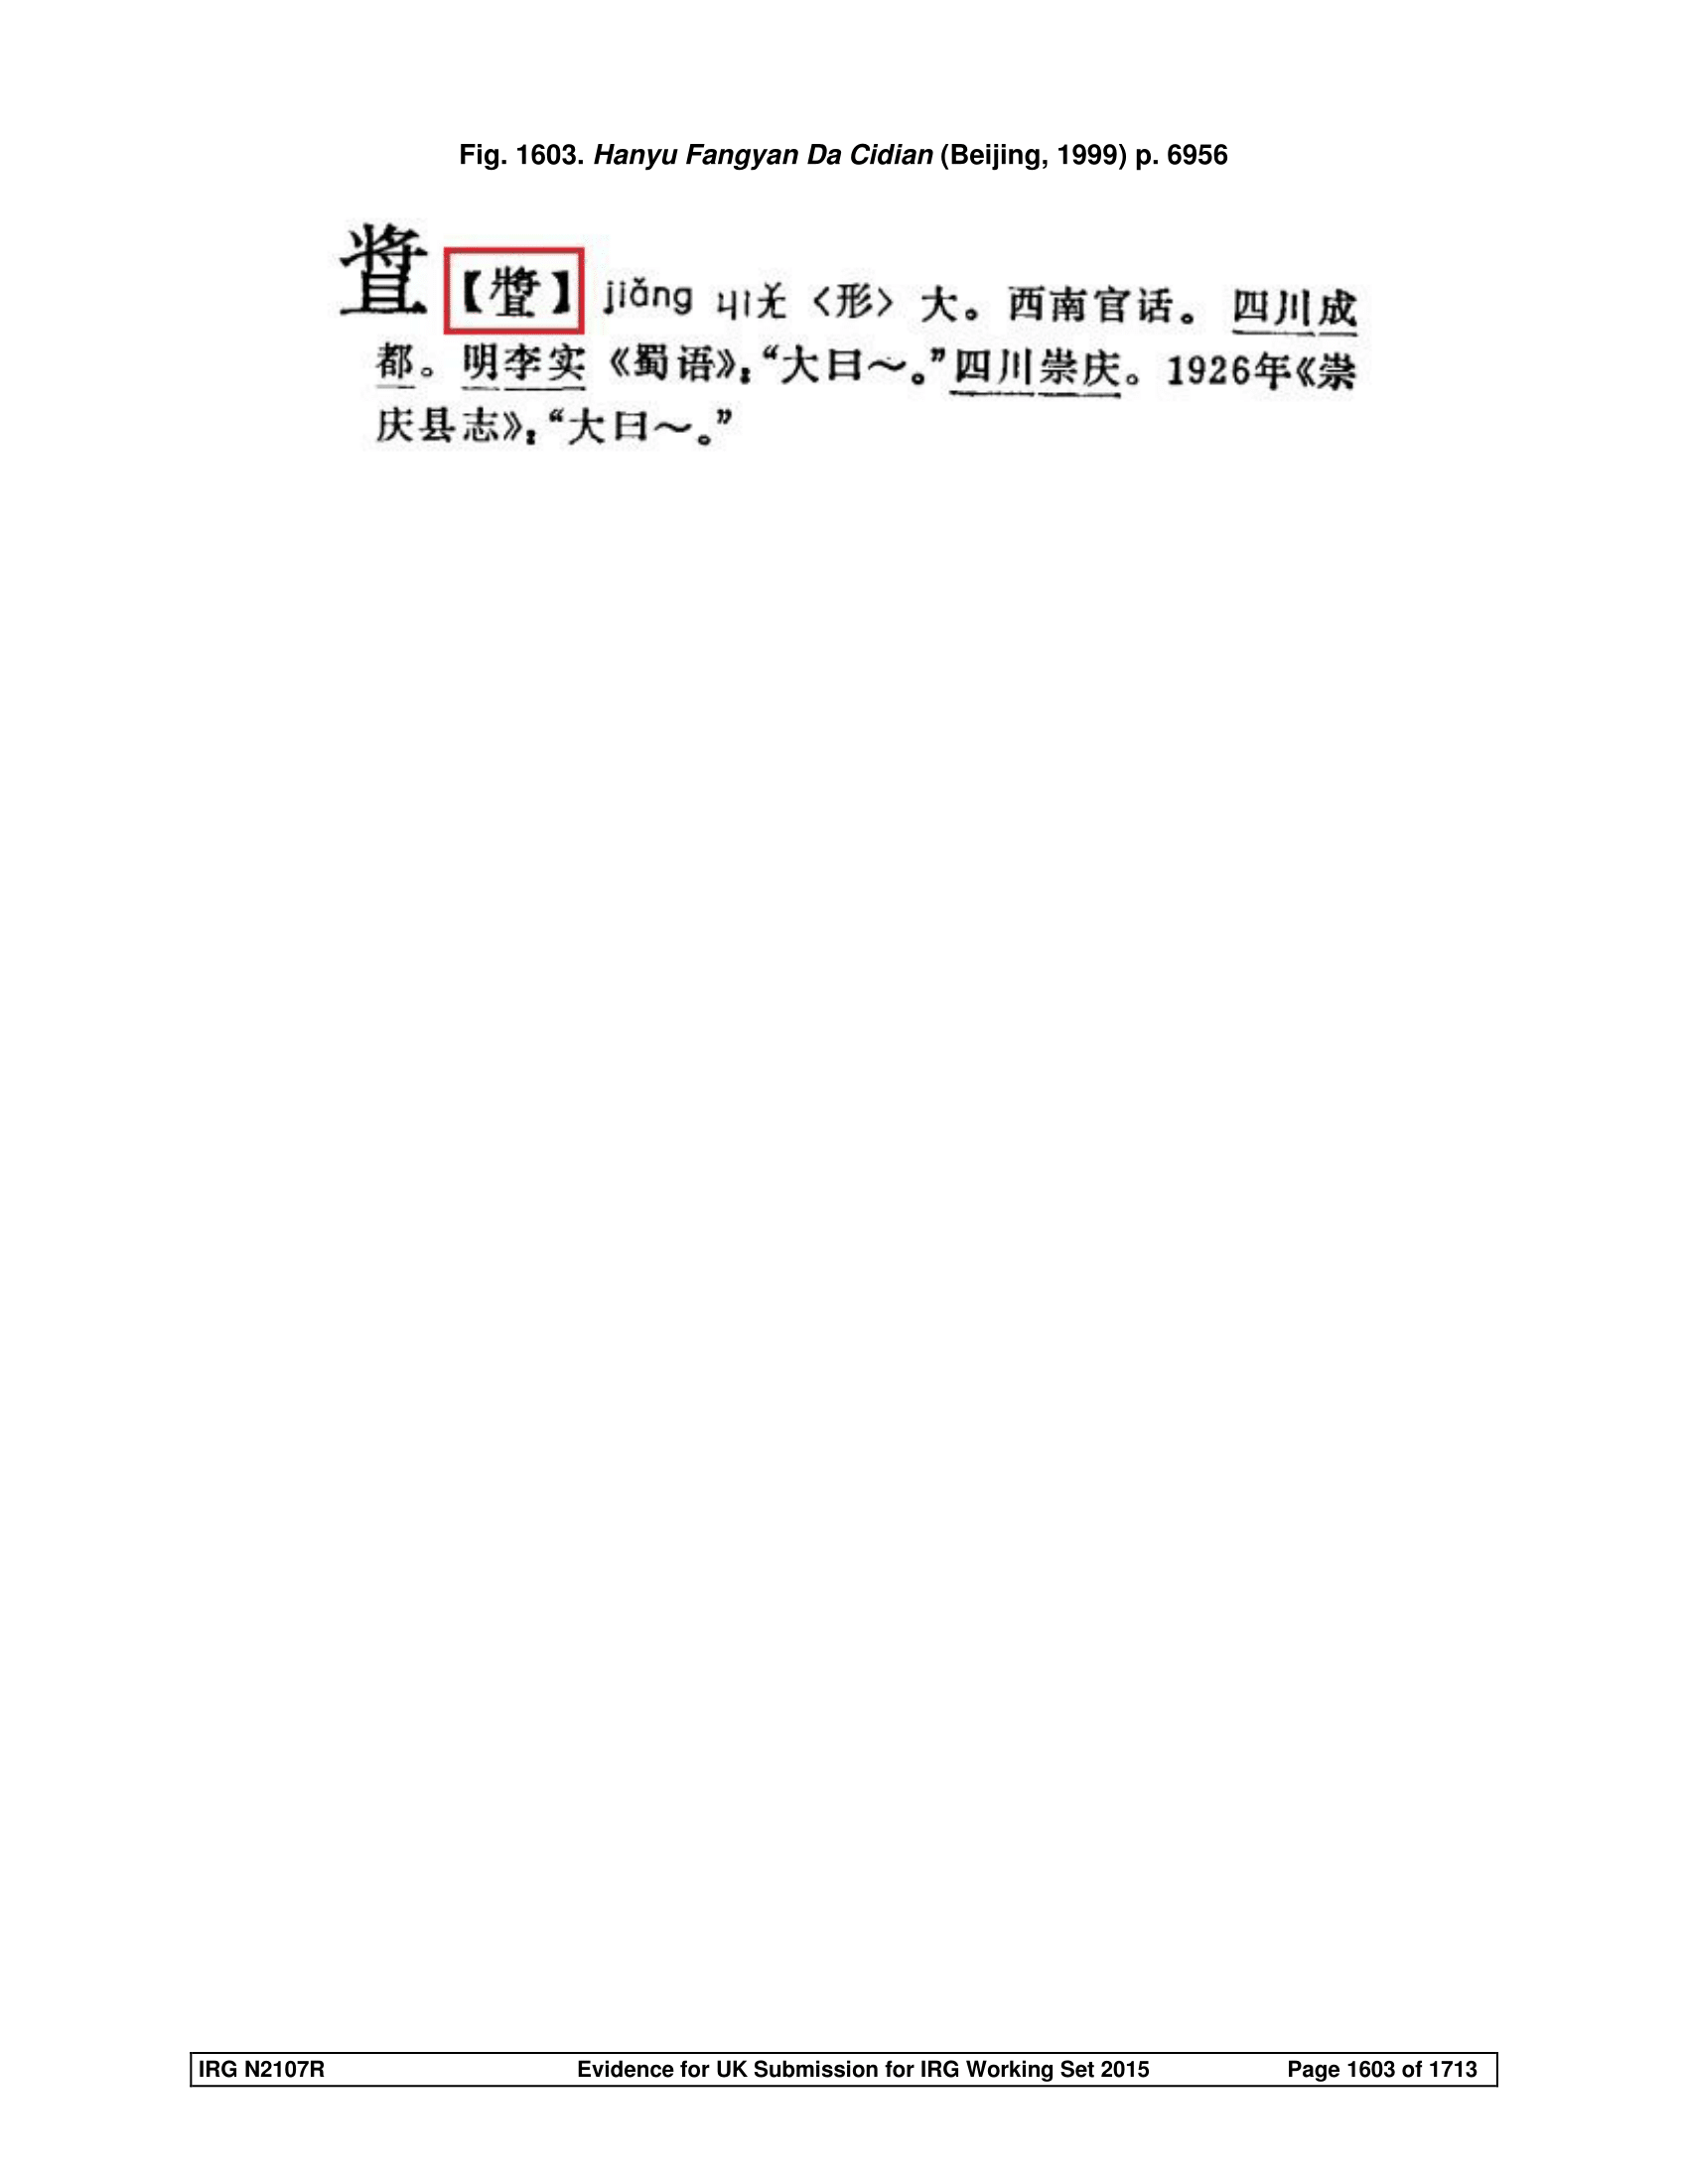 Fig. 1603. Hanyu Fangyan Da Cidian (Beijing, 1999) p. 6956
【】 jiǎng ㄐㄧㄤˇ〈形〉大。西南官话。四川成
都。明李实《蜀语》：“大曰～。”四川崇庆。1926年《崇
庆县志》：“大曰～。”
IRG N2107R Evidence for UK Submission for IRG Working Set 2015 Page 1603 of 1713